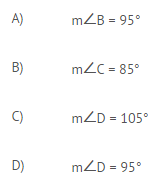 A) m∠B = 95°
B) m∠C = 85°
C) m∠D = 105°
D) m∠D = 95°